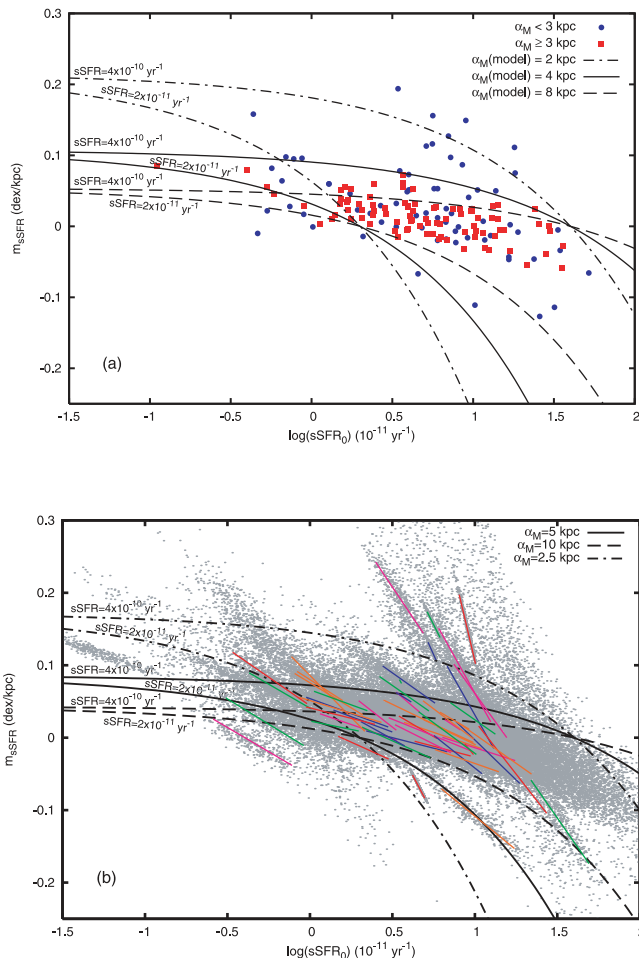 0.3
0.2
0.1
0
-0.1
-0.2
m_sSFR (dex/kpc)
α_M < 3 kpc
α_M ≥ 3 kpc
α_M(model) = 2 kpc
α_M(model) = 4 kpc
α_M(model) = 8 kpc
sSFR=4x10^-10 yr^-1
sSFR=2x10^-11 yr^-1
sSFR=4x10^-10 yr^-1
sSFR=2x10^-11 yr^-1
sSFR=4x10^-10 yr^-1
sSFR=2x10^-11 yr^-1
(a)
-1.5 -1 -0.5 0 0.5 1 1.5 2
log(sSFR_0) (10^-11 yr^-1)
0.3
0.2
0.1
0
-0.1
-0.2
m_sSFR (dex/kpc)
α_M=5 kpc
α_M=10 kpc
α_M=2.5 kpc
sSFR=4x10^-10 yr^-1
sSFR=2x10^-11 yr^-1
sSFR=4x10^-10 yr^-1
sSFR=2x10^-11 yr^-1
sSFR=4x10^-10 yr^-1
sSFR=2x10^-11 yr^-1
(b)
-1.5 -1 -0.5 0 0.5 1 1.5 2
log(sSFR_0) (10^-11 yr^-1)